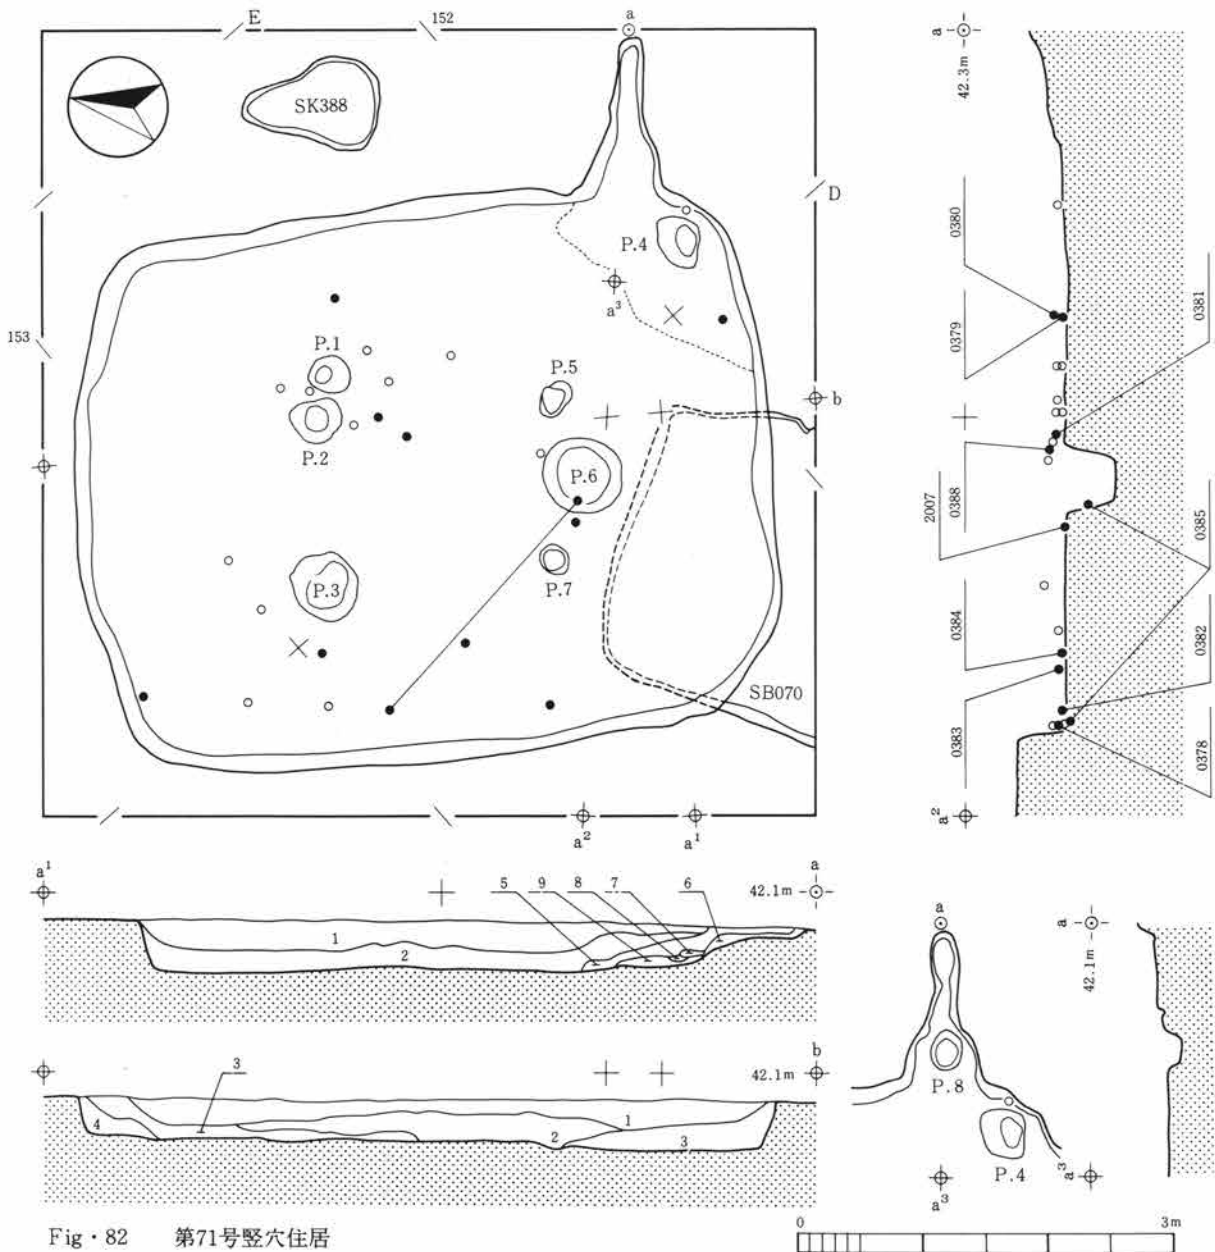 E
152
a
SK388
D
153
P.4
a³
P.1
P.5
b
P.2
P.6
P.3
P.7
SB070
a²
a¹
a
42.3m
0380
0379
0381
2007
0388
0385
0384
0382
0383
0378
a²
a¹
5
9
8
7
6
42.1m
a
1
2
3
42.1m
b
4
1
2
3
a
a
42.1m
P.8
P.4
a³
a³
Fig・82 第71号竪穴住居
0
3m